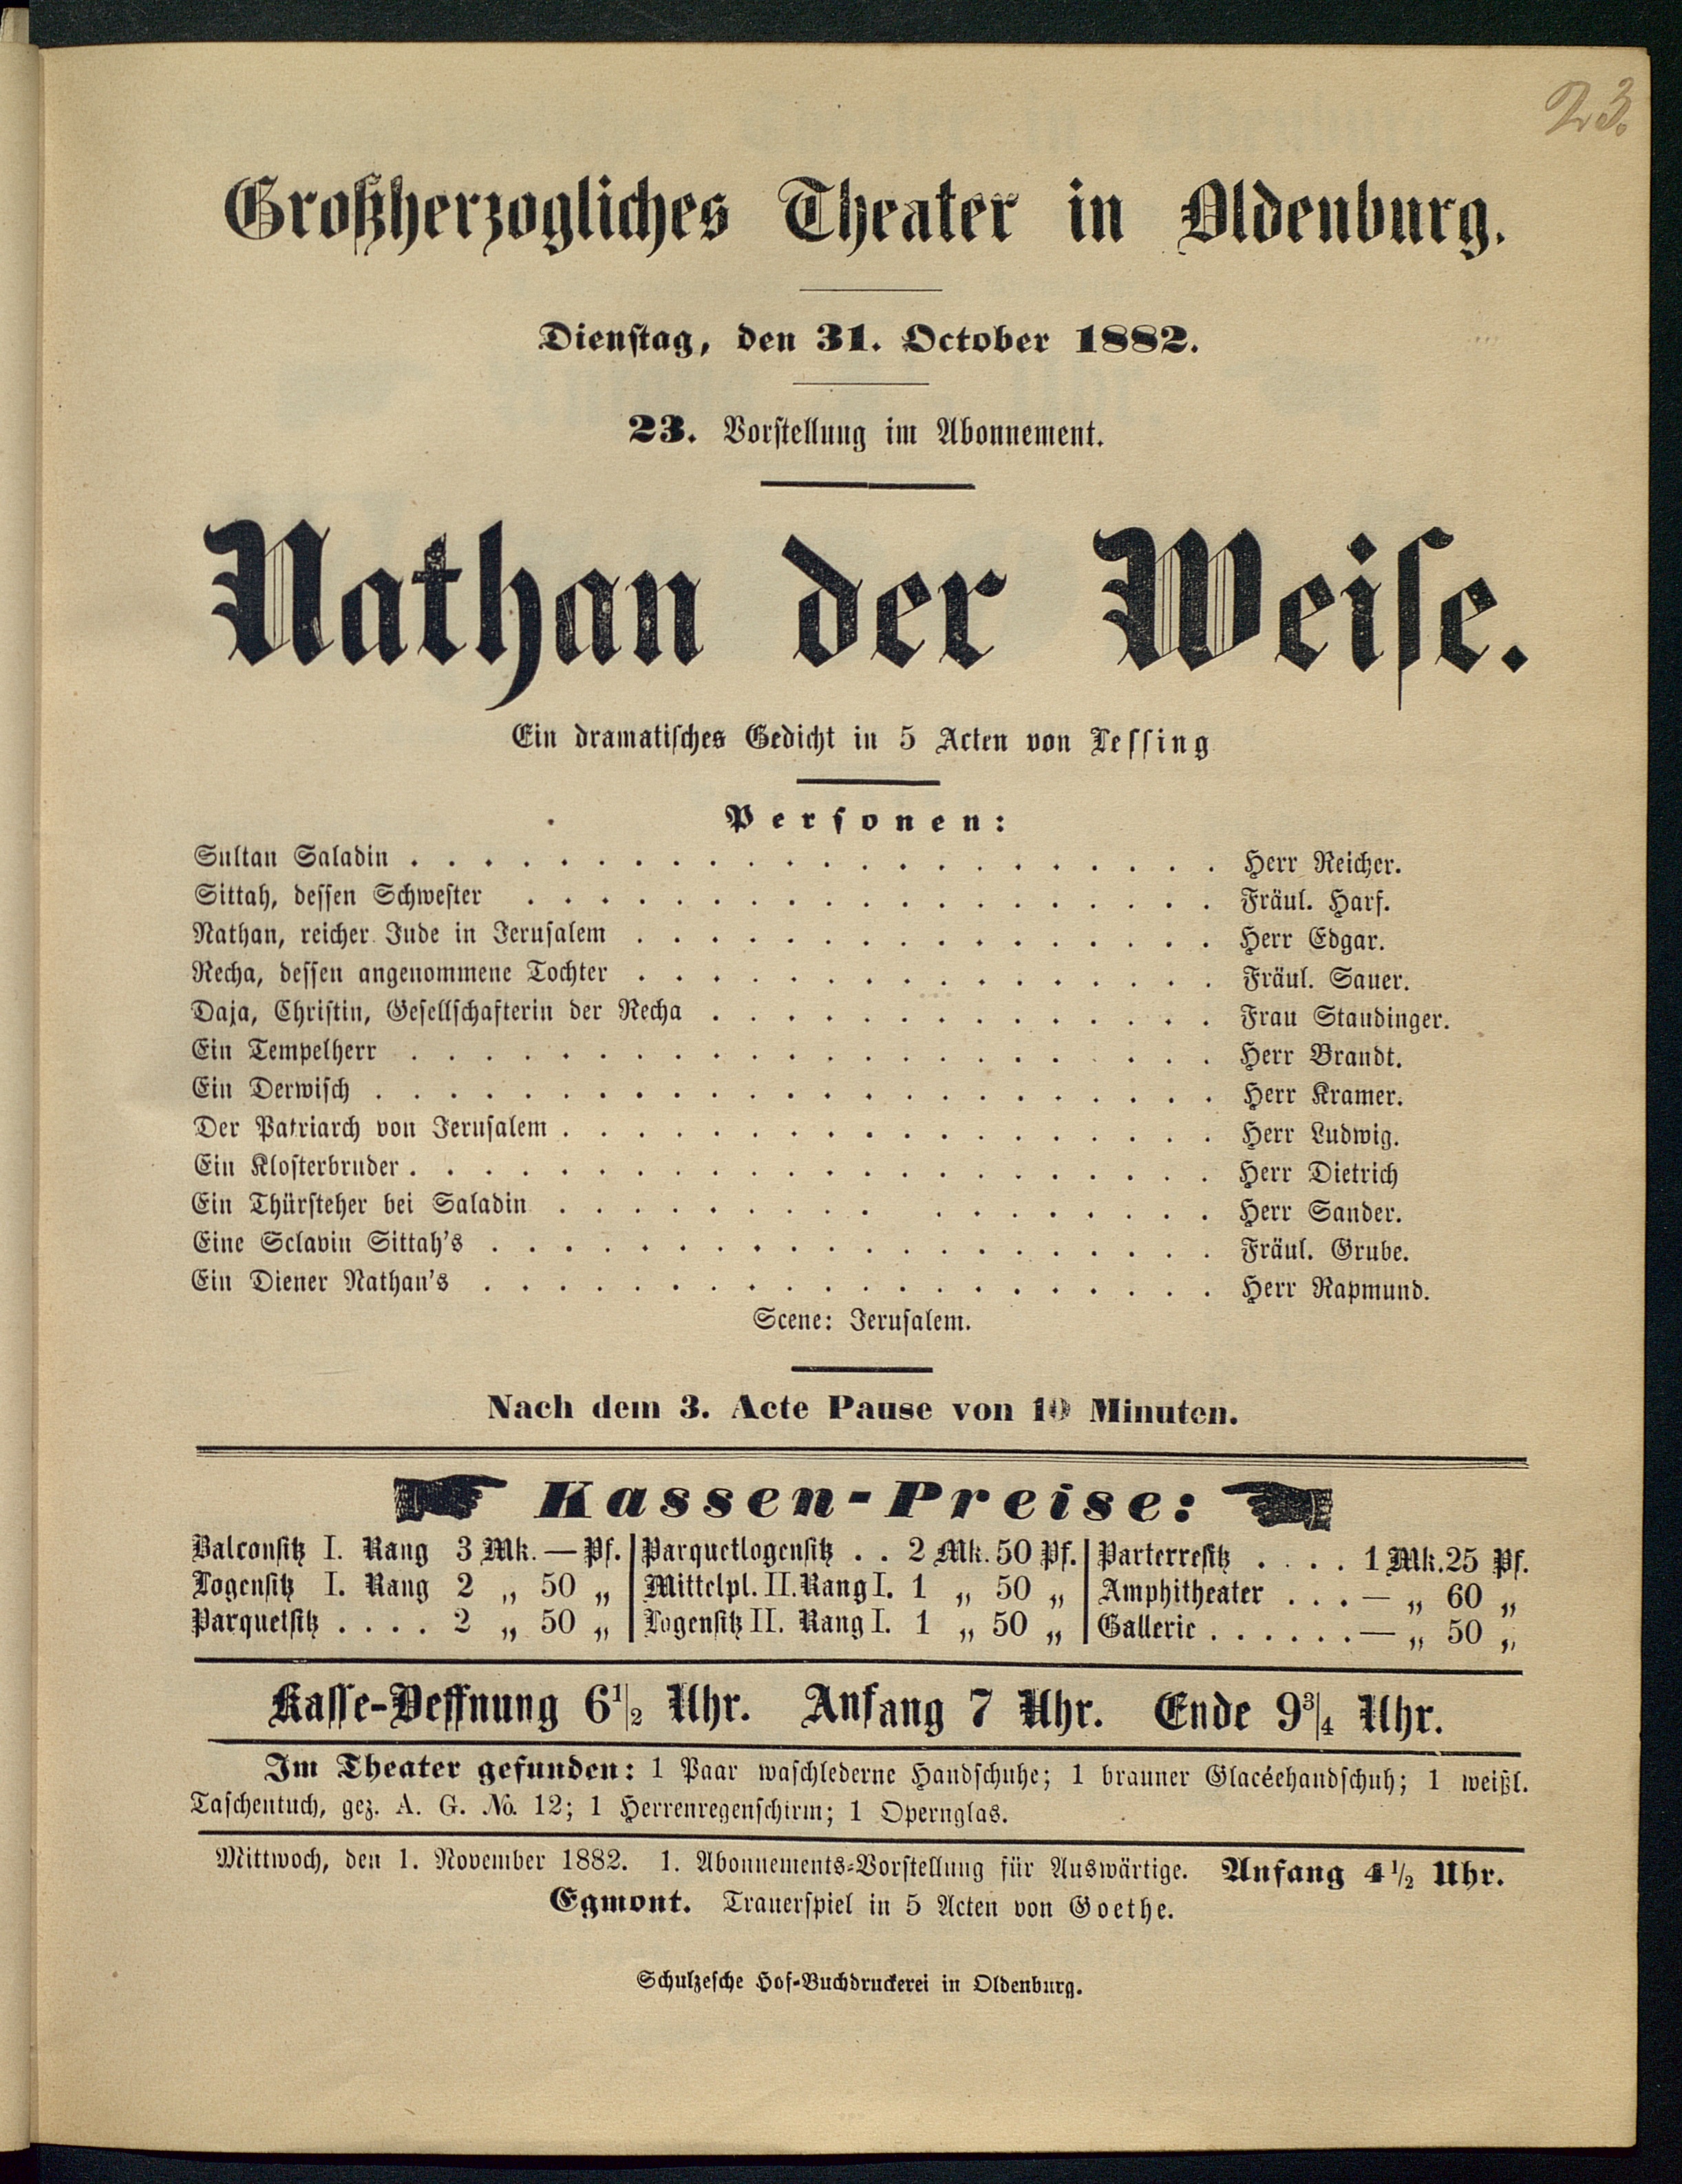 23.
Großherzogliches Theater in Oldenburg.
Dienstag, den 31. October 1882.
23. Vorstellung im Abonnement.
Nathan der Weise.
Ein dramatisches Gedicht in 5 Acten von Lessing
Personen:
Sultan Saladin . . . . . . . . . . . . . . . . . . . . . . Herr Reicher.
Sittah, dessen Schwester . . . . . . . . . . . . . . . . . . . Fräul. Harf.
Nathan, reicher Jude in Jerusalem . . . . . . . . . . . . . . . . Herr Edgar.
Recha, dessen angenommene Tochter . . . . . . . . . . . . . . . . Fräul. Sauer.
Daja, Christin, Gesellschafterin der Recha . . . . . . . . . . . . . . Frau Staudinger.
Ein Tempelherr . . . . . . . . . . . . . . . . . . . . . . Herr Brandt.
Ein Derwisch . . . . . . . . . . . . . . . . . . . . . . . Herr Kramer.
Der Patriarch von Jerusalem . . . . . . . . . . . . . . . . . . Herr Ludwig.
Ein Klosterbruder . . . . . . . . . . . . . . . . . . . . . . Herr Dietrich
Ein Thürsteher bei Saladin . . . . . . . . . . . . . . . . . Herr Sander.
Eine Sclavin Sittah's . . . . . . . . . . . . . . . . . . . . Fräul. Grube.
Ein Diener Nathan's . . . . . . . . . . . . . . . . . . . . Herr Rapmund.
Scene: Jerusalem.
Nach dem 3. Acte Pause von 10 Minuten.
Kassen-Preise:
Balconsitz I. Rang 3 Mk. — Pf. | Parquetlogensitz . . 2 Mk. 50 Pf. | Parterresitz . . . . 1 Mk. 25 Pf.
Logensitz I. Rang 2 „ 50 „ | Mittelpl. II. Rang I. 1 „ 50 „ | Amphitheater . . . — „ 60 „
Parquetsitz . . . . 2 „ 50 „ | Logensitz II. Rang I. 1 „ 50 „ | Gallerie . . . . . . — „ 50 „
Kasse-Oeffnung 6½ Uhr. Anfang 7 Uhr. Ende 9¾ Uhr.
Im Theater gefunden: 1 Paar waschlederne Handschuhe; 1 brauner Glacéehandschuh; 1 weißl.
Taschentuch, gez. A. G. No. 12; 1 Herrenregenschirm; 1 Opernglas.
Mittwoch, den 1. November 1882. 1. Abonnements-Vorstellung für Auswärtige. Anfang 4½ Uhr.
Egmont. Trauerspiel in 5 Acten von Goethe.
Schulzesche Hof-Buchdruckerei in Oldenburg.